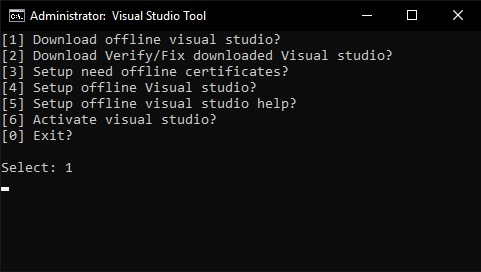 Administrator: Visual Studio Tool
[1] Download offline visual studio?
[2] Download Verify/Fix downloaded Visual studio?
[3] Setup need offline certificates?
[4] Setup offline Visual studio?
[5] Setup offline visual studio help?
[6] Activate visual studio?
[0] Exit?
Select: 1